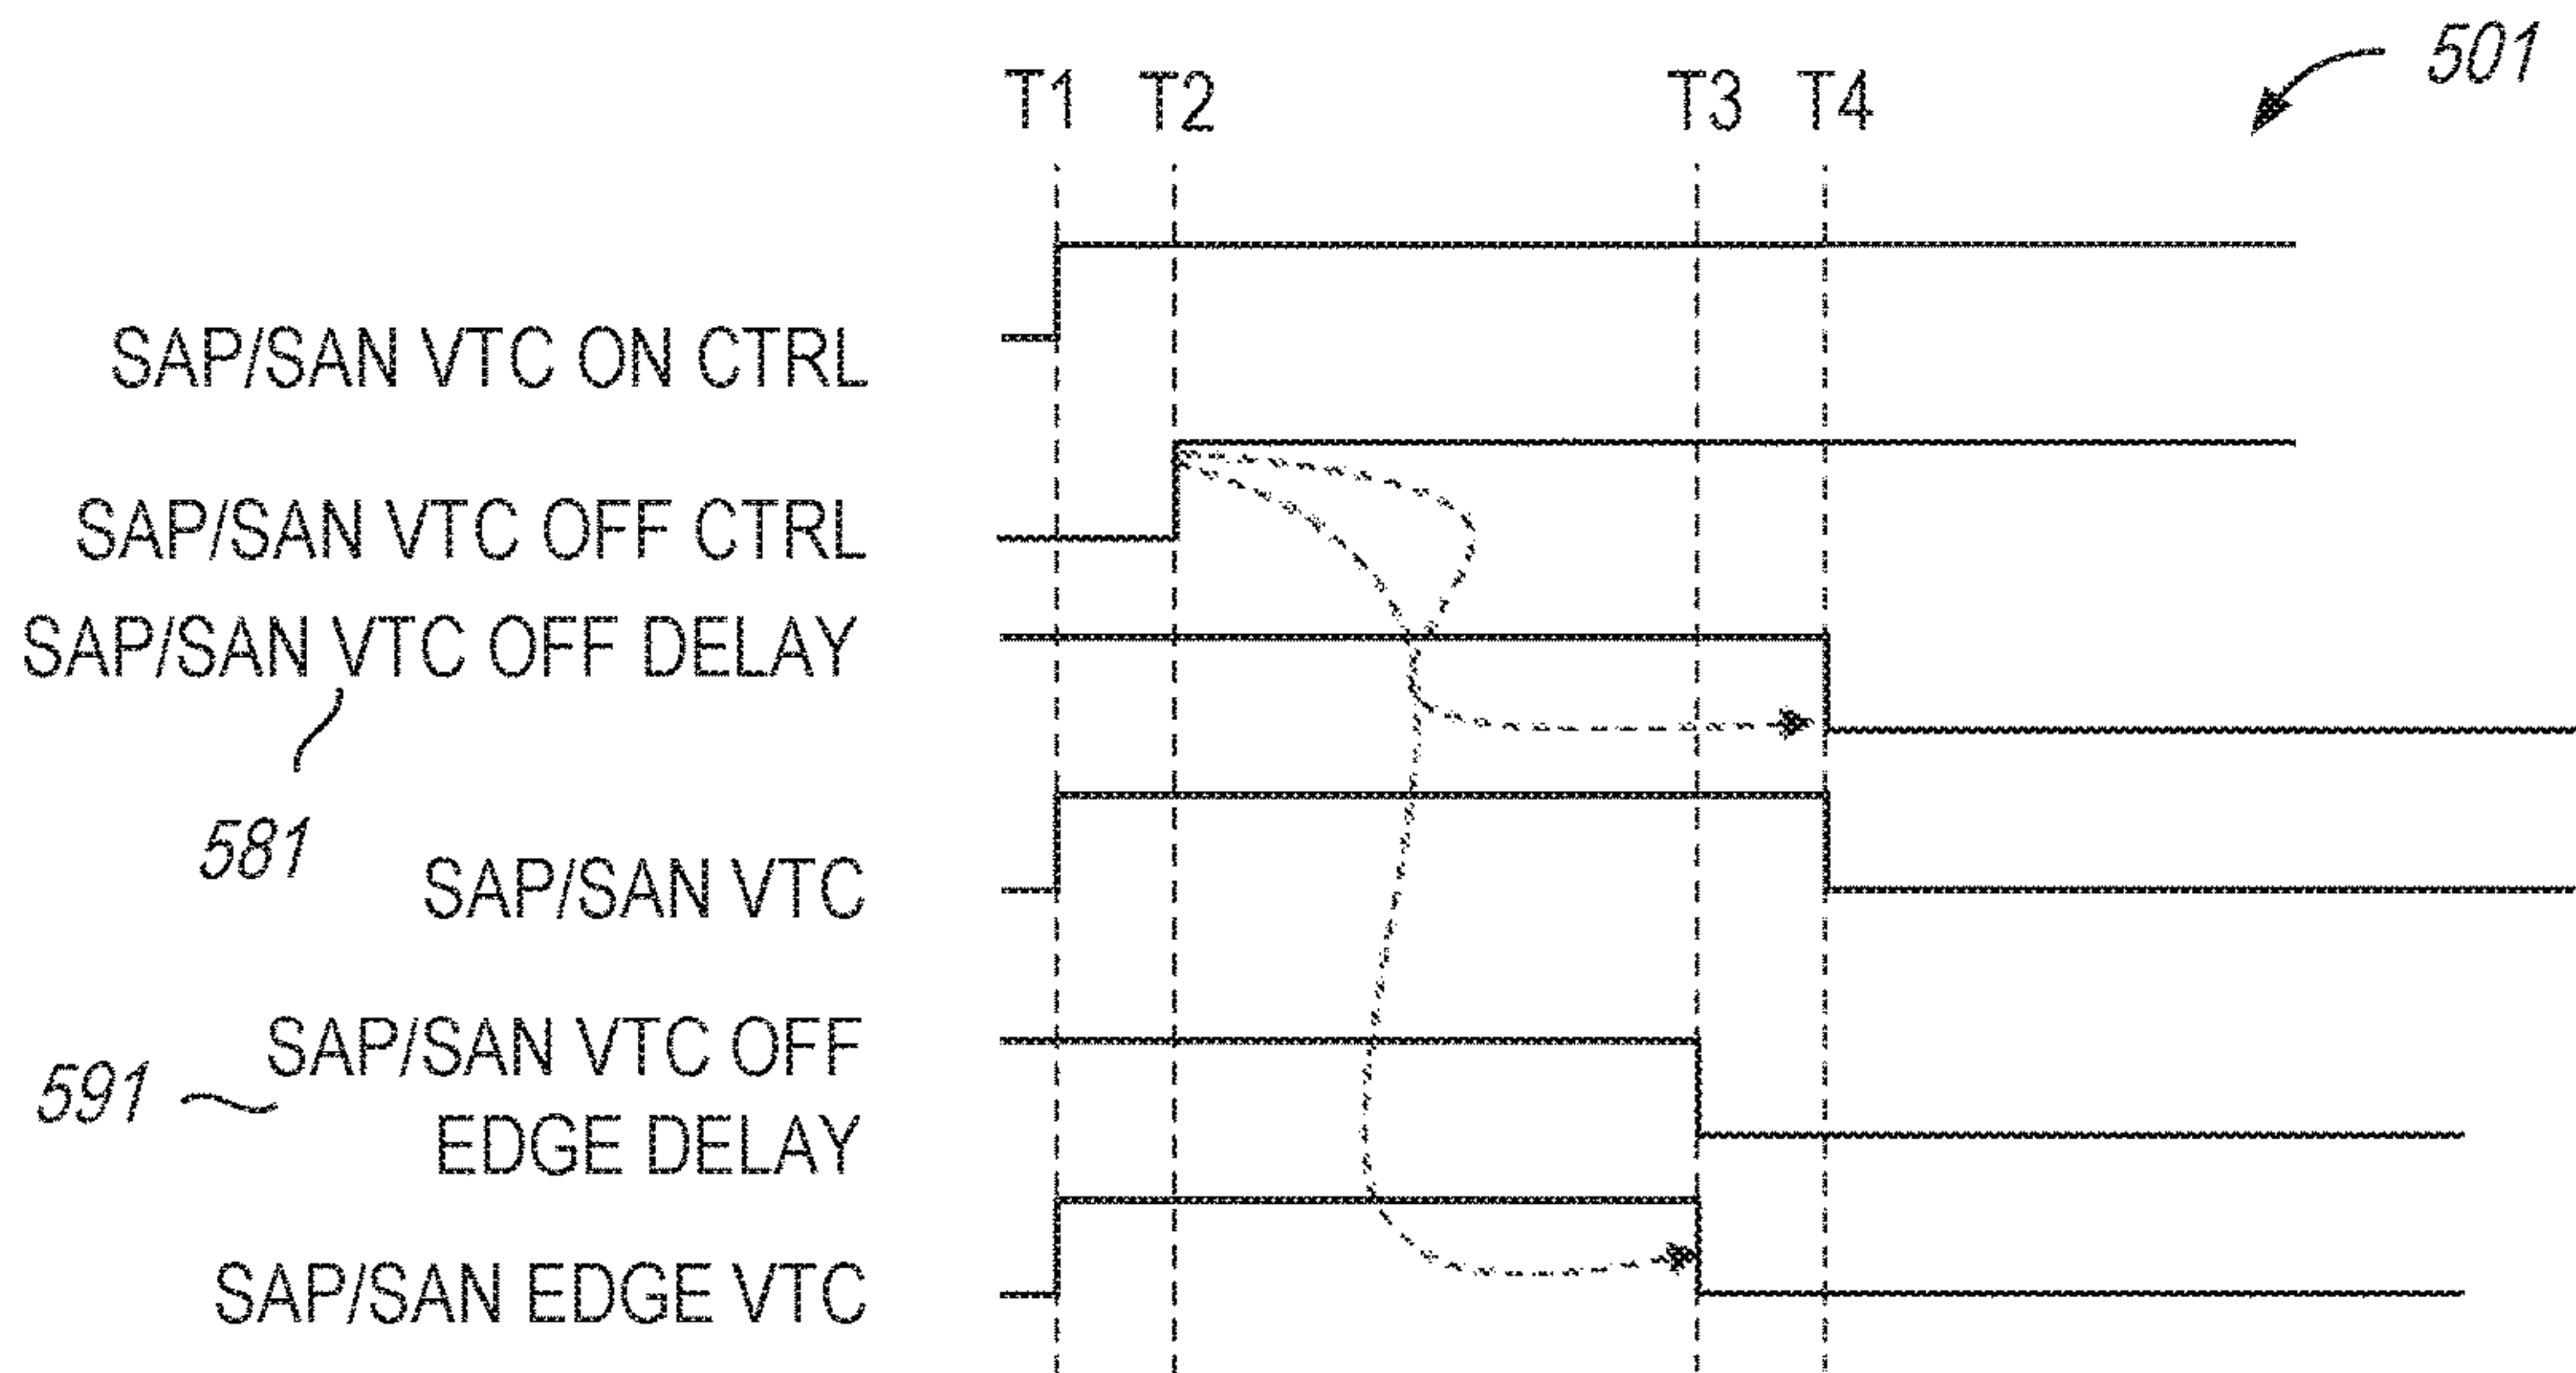 501
T1 T2 T3 T4
SAP/SAN VTC ON CTRL
SAP/SAN VTC OFF CTRL
SAP/SAN VTC OFF DELAY
581
SAP/SAN VTC
SAP/SAN VTC OFF
591
EDGE DELAY
SAP/SAN EDGE VTC